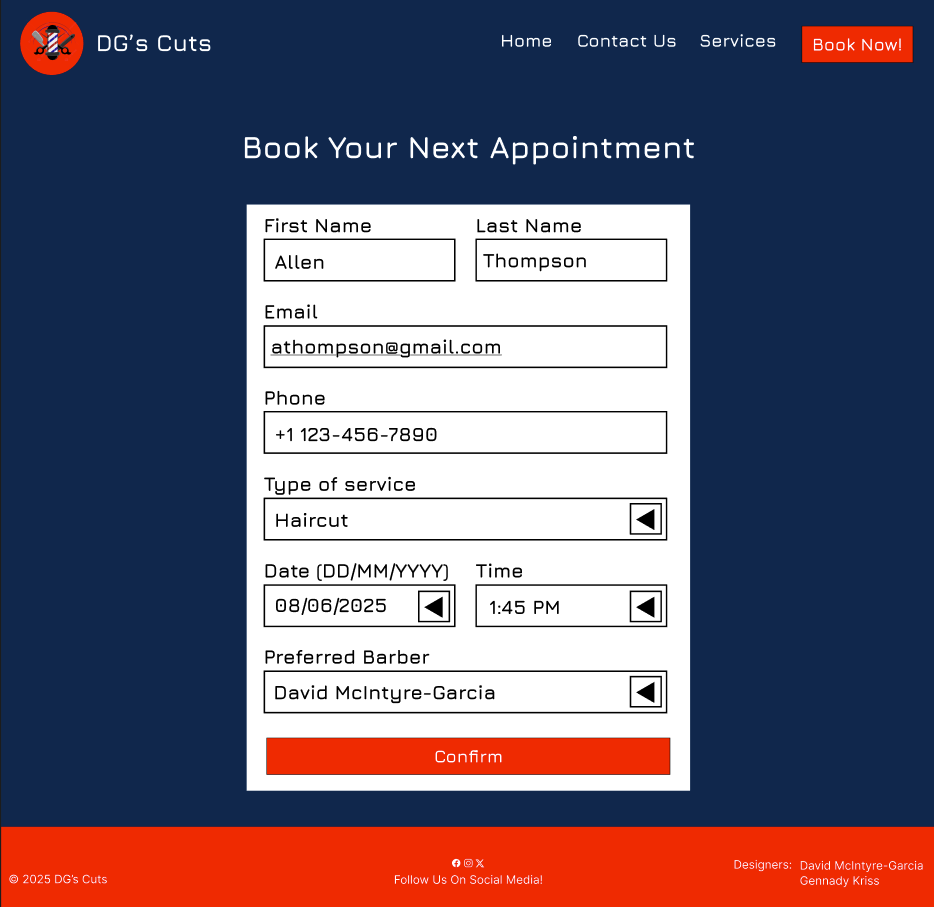 DG's Cuts
Home Contact Us Services Book Now!
Book Your Next Appointment
First Name Last Name
Allen Thompson
Email
athompson@gmail.com
Phone
+1 123-456-7890
Type of service
Haircut
Date (DD/MM/YYYY) Time
08/06/2025 1:45 PM
Preferred Barber
David McIntyre-Garcia
Confirm
© 2025 DG's Cuts
Follow Us On Social Media!
Designers: David McIntyre-Garcia
Gennady Kriss